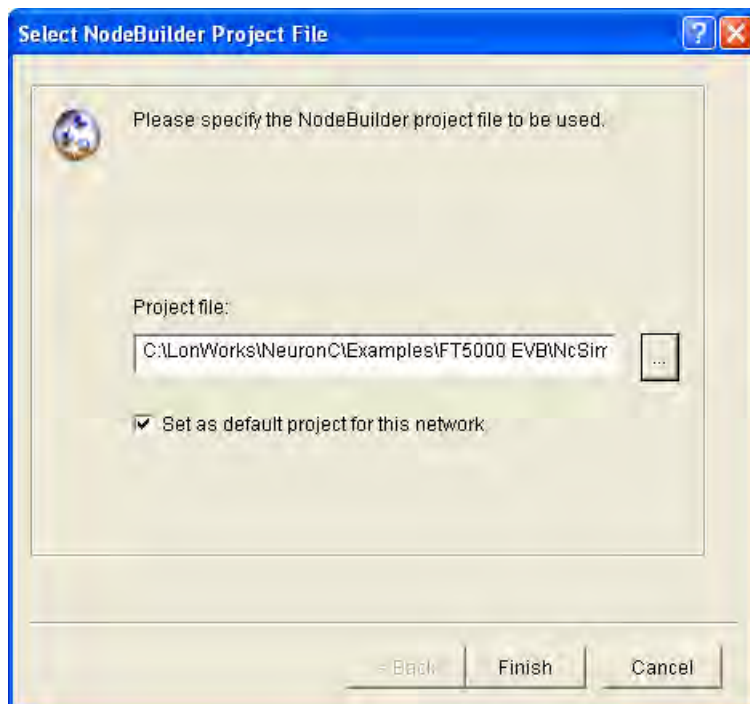 Select NodeBuilder Project File
Please specify the NodeBuilder project file to be used.
Project file:
C:\LonWorks\NeuronC\Examples\FT5000 EVB\NcSim
...
Set as default project for this network
< Back
Finish
Cancel